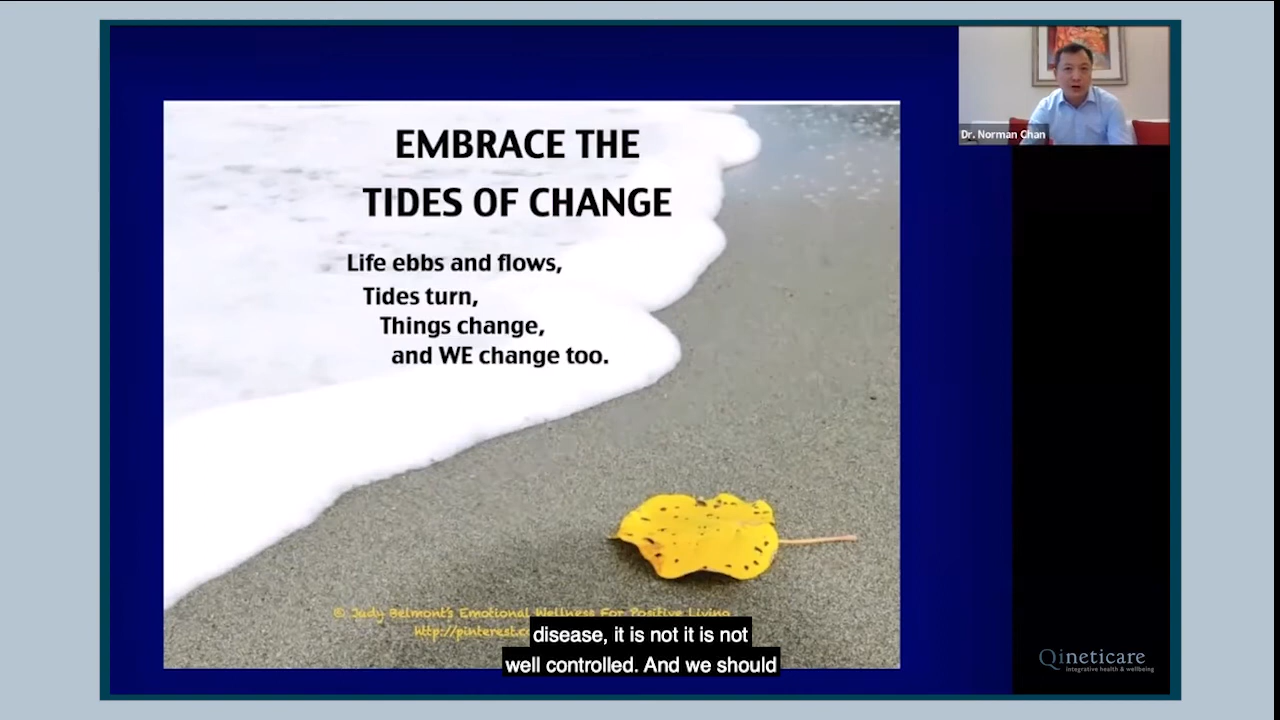 EMBRACE THE
TIDES OF CHANGE
Life ebbs and flows,
Tides turn,
Things change,
and WE change too.
© Judy Belmont's Emotional Wellness For Positive Living
http://pinterest.c
disease, it is not it is not
well controlled. And we should
Dr. Norman Chan
Qineticare
integrative health & wellbeing